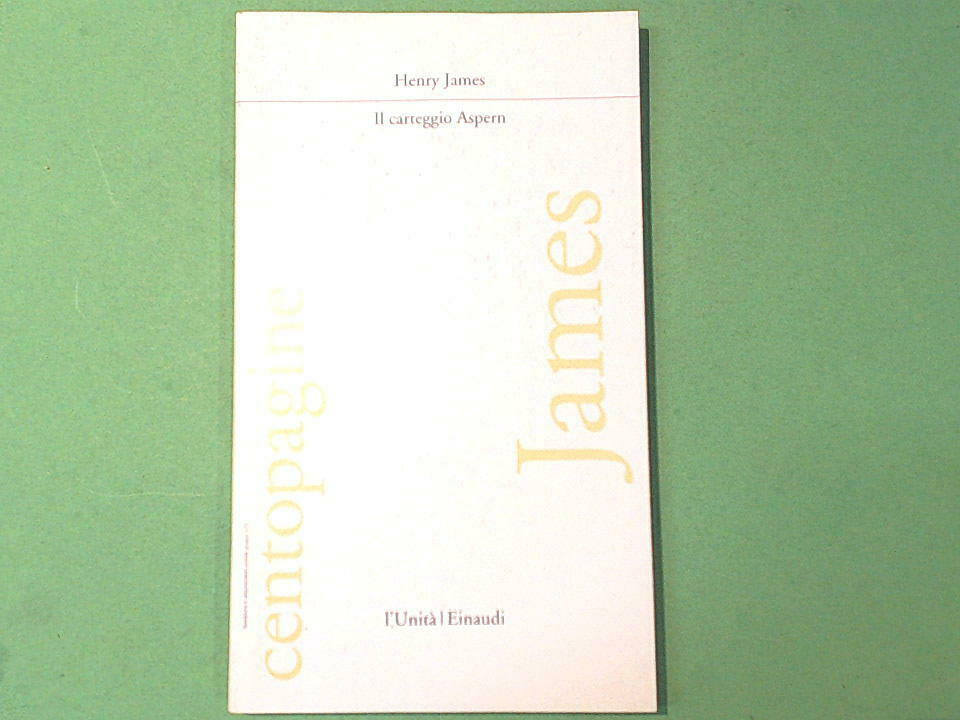 Henry James
Il carteggio Aspern
James
centopagine
l'Unità | Einaudi